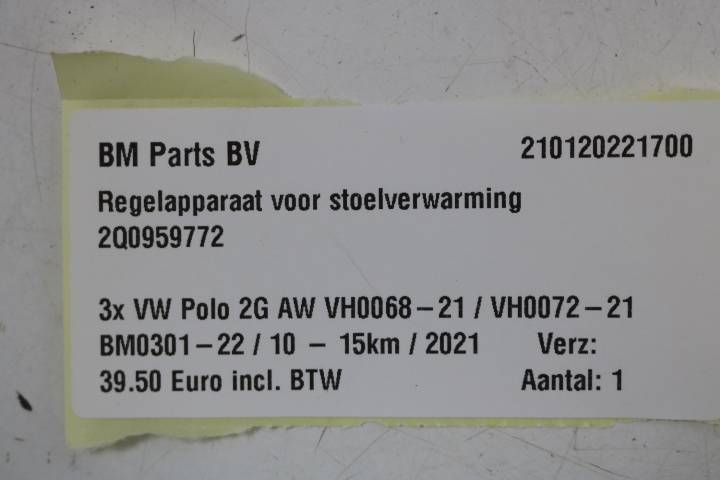 BM Parts BV 210120221700
Regelapparaat voor stoelverwarming
2Q0959772
3x VW Polo 2G AW VH0068-21 / VH0072-21
BM0301-22 / 10 - 15km / 2021 Verz:
39.50 Euro incl. BTW Aantal: 1